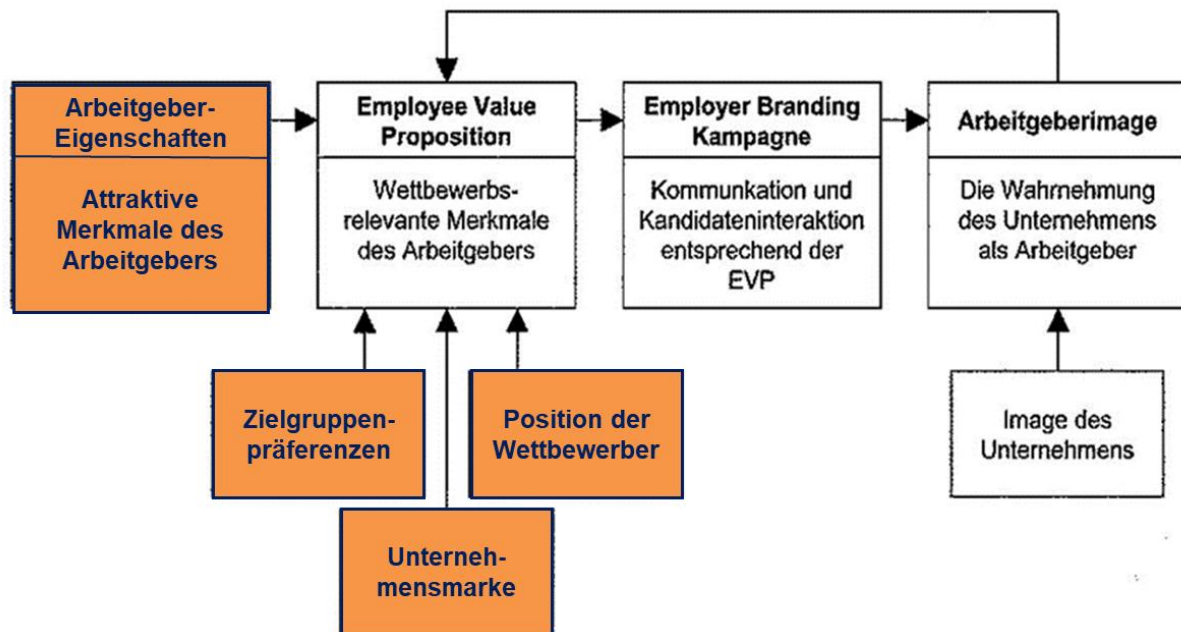 Arbeitgeber-
Eigenschaften
Attraktive
Merkmale des
Arbeitgebers
Employee Value
Proposition
Wettbewerbs-
relevante Merkmale
des Arbeitgebers
Employer Branding
Kampagne
Kommunkation und
Kandidateninteraktion
entsprechend der
EVP
Arbeitgeberimage
Die Wahrnehmung
des Unternehmens
als Arbeitgeber
Zielgruppen-
präferenzen
Position der
Wettbewerber
Image des
Unternehmens
Unterneh-
mensmarke